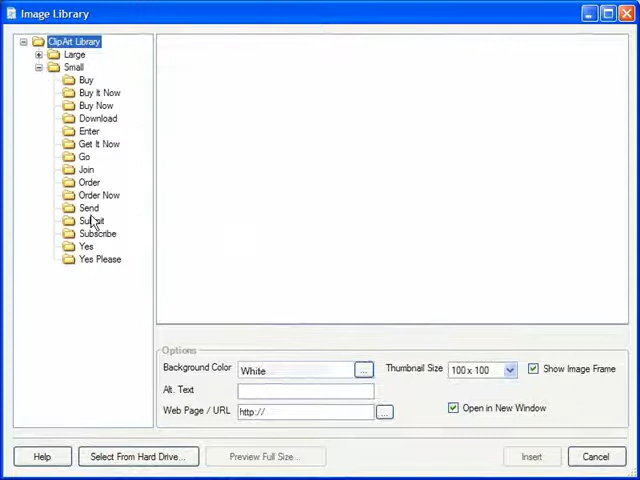 Image Library
ClipArt Library
Large
Small
Buy
Buy It Now
Buy Now
Download
Enter
Get It Now
Go
Join
Order
Order Now
Send
Submit
Subscribe
Yes
Yes Please
Options
Background Color White ... Thumbnail Size 100 x 100 Show Image Frame
Alt. Text
Web Page / URL http:// ... Open in New Window
Help Select From Hard Drive... Preview Full Size... Insert Cancel